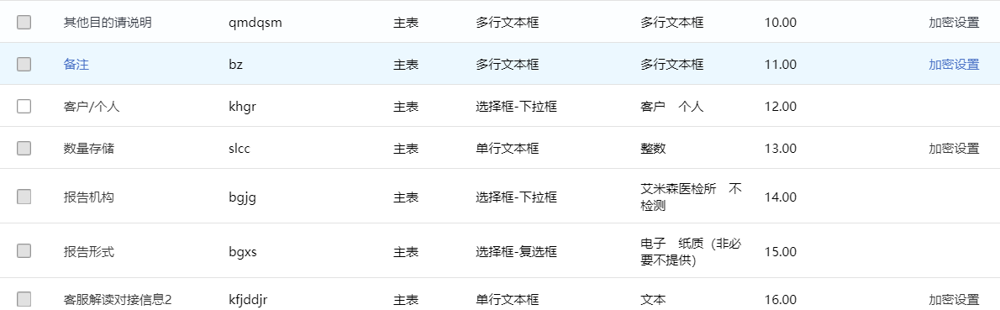 其他目的请说明 qmdqsm 主表 多行文本框 多行文本框 10.00 加密设置
备注 bz 主表 多行文本框 多行文本框 11.00 加密设置
客户/个人 khgr 主表 选择框-下拉框 客户 个人 12.00
数量存储 slcc 主表 单行文本框 整数 13.00 加密设置
报告机构 bgjg 主表 选择框-下拉框 艾米森医检所 不
检测 14.00
报告形式 bgxs 主表 选择框-复选框 电子 纸质（非必
要不提供） 15.00
客服解读对接信息2 kfjddjr 主表 单行文本框 文本 16.00 加密设置